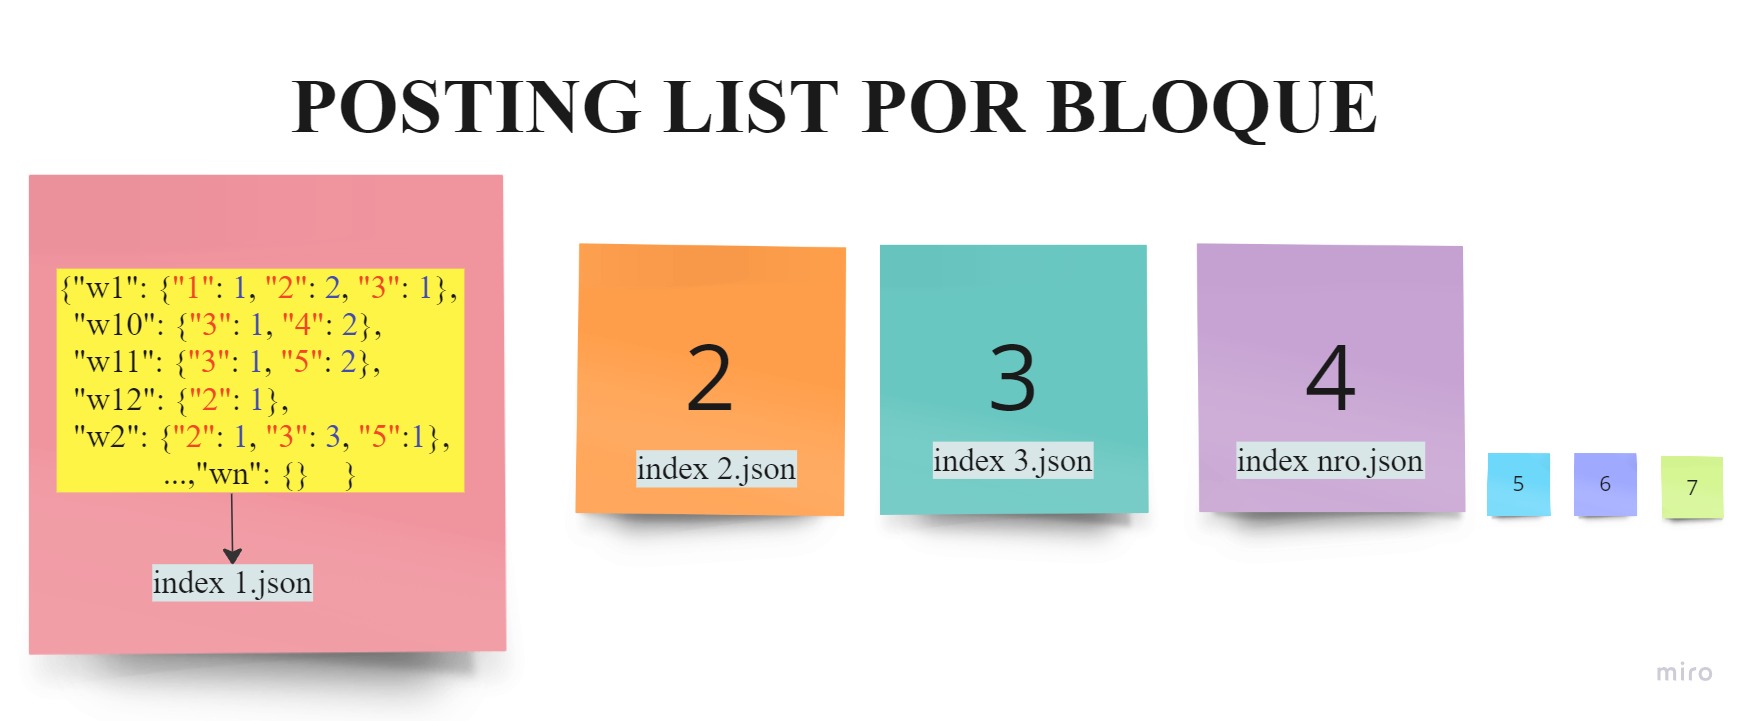 POSTING LIST POR BLOQUE
{"w1": {"1": 1, "2": 2, "3": 1},
"w10": {"3": 1, "4": 2},
"w11": {"3": 1, "5": 2},
"w12": {"2": 1},
"w2": {"2": 1, "3": 3, "5":1},
...,"wn": {} }
index 1.json
2
index 2.json
3
index 3.json
4
index nro.json
5
6
7
miro